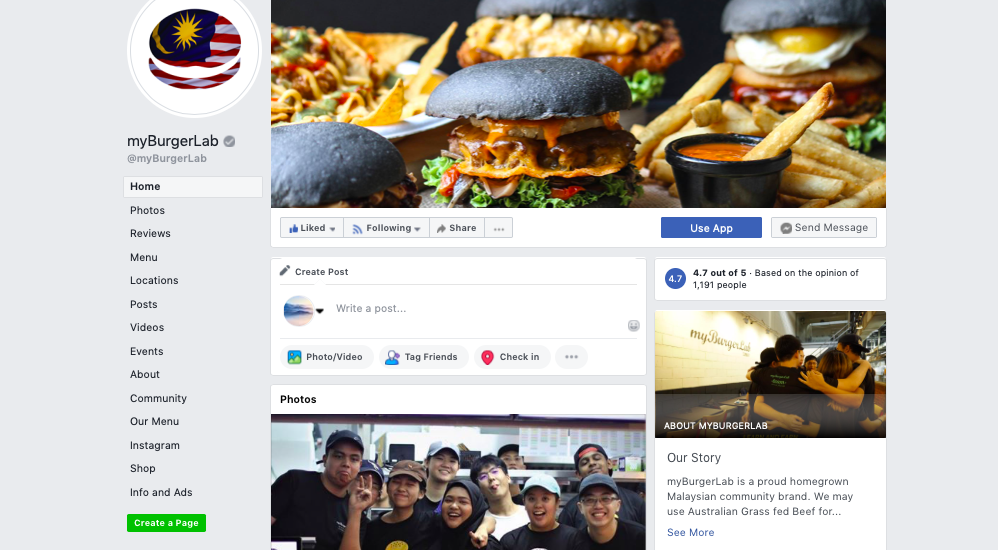 myBurgerLab
@myBurgerLab
Home
Photos
Reviews
Menu
Locations
Posts
Videos
Events
About
Community
Our Menu
Instagram
Shop
Info and Ads
Create a Page
Liked
Following
Share
...
Use App
Send Message
Create Post
Write a post...
Photo/Video
Tag Friends
Check in
...
Photos
4.7
4.7 out of 5 · Based on the opinion of
1,191 people
myBurgerLab
ABOUT MYBURGERLAB
Our Story
myBurgerLab is a proud homegrown
Malaysian community brand. We may
use Australian Grass fed Beef for...
See More